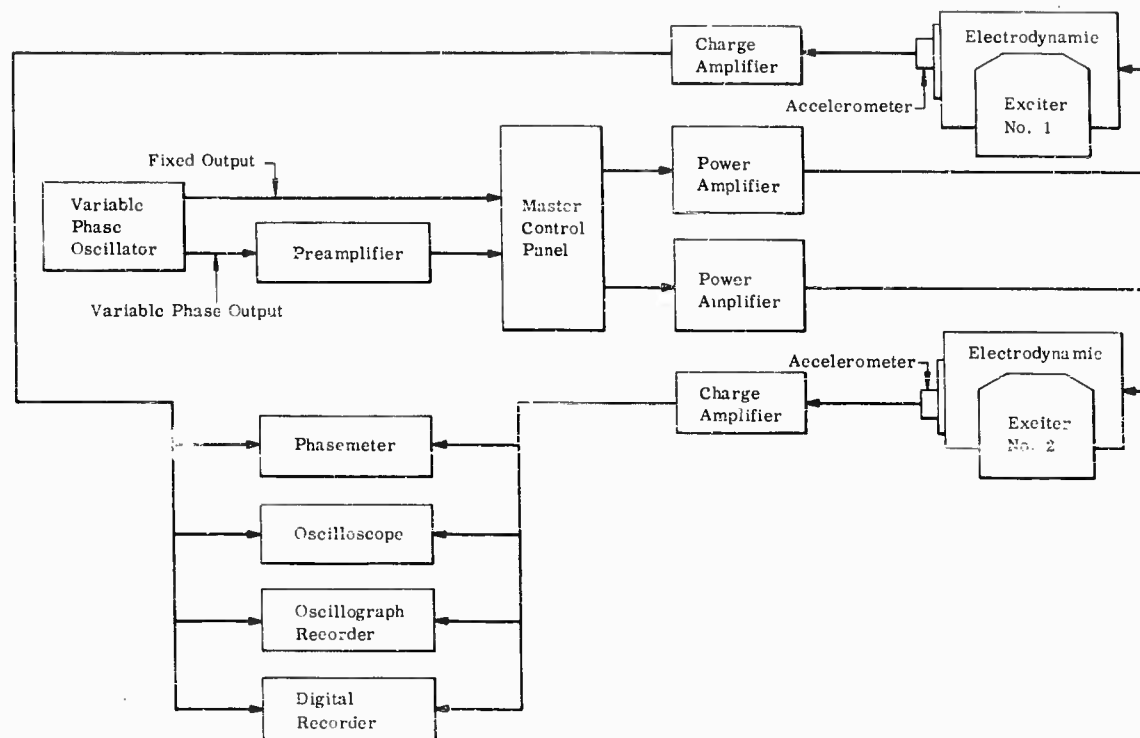 Charge
Amplifier
Electrodynamic
Accelerometer
Exciter
No. 1
Fixed Output
Variable
Phase
Oscillator
Preamplifier
Variable Phase Output
Master
Control
Panel
Power
Amplifier
Power
Amplifier
Accelerometer
Electrodynamic
Charge
Amplifier
Exciter
No. 2
Phasemeter
Oscilloscope
Oscillograph
Recorder
Digital
Recorder